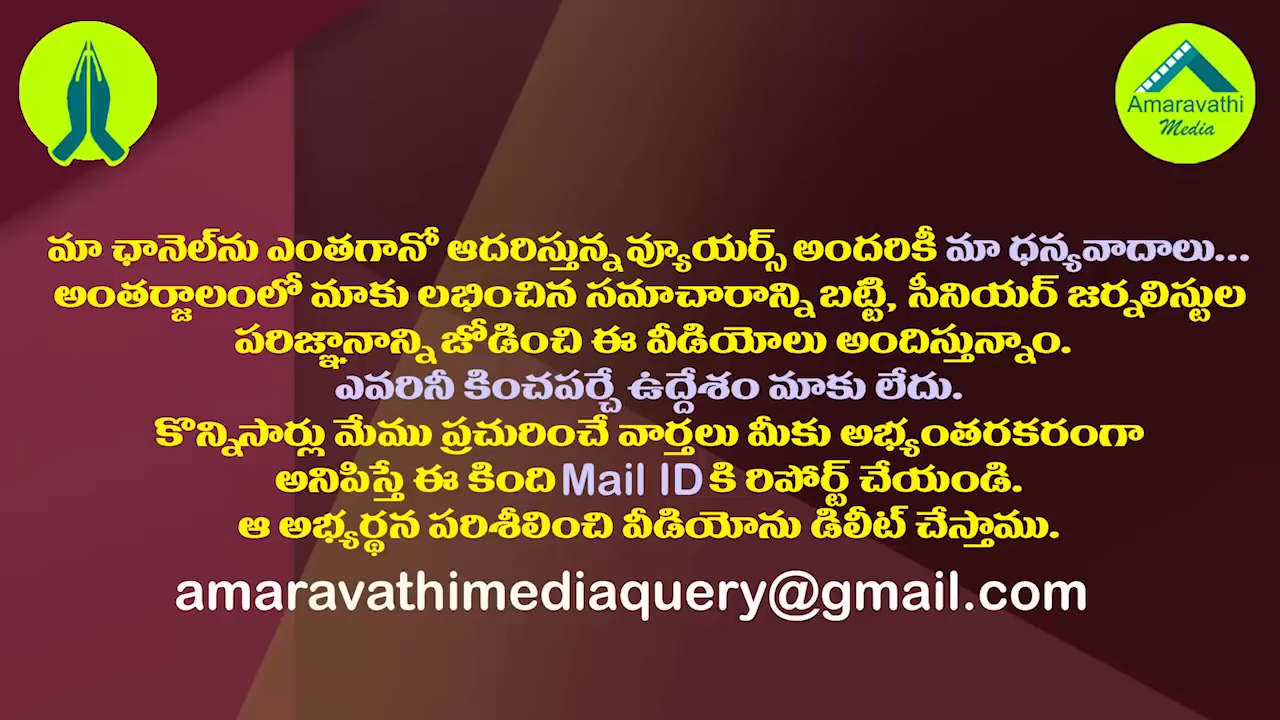 Amaravathi
Media
మా ఛానెల్‌ను ఎంతగానో ఆదరిస్తున్న వ్యూయర్స్ అందరికీ మా ధన్యవాదాలు...
అంతర్జాలంలో మాకు లభించిన సమాచారాన్ని బట్టి, సీనియర్ జర్నలిస్టుల
పరిజ్ఞానాన్ని జోడించి ఈ వీడియోలు అందిస్తున్నాం.
ఎవరినీ కించపర్చే ఉద్దేశం మాకు లేదు.
కొన్నిసార్లు మేము ప్రచురించే వార్తలు మీకు అభ్యంతరకరంగా
అనిపిస్తే ఈ కింది Mail ID కి రిపోర్ట్ చేయండి.
ఆ అభ్యర్థన పరిశీలించి వీడియోను డిలీట్ చేస్తాము.
amaravathimediaquery@gmail.com